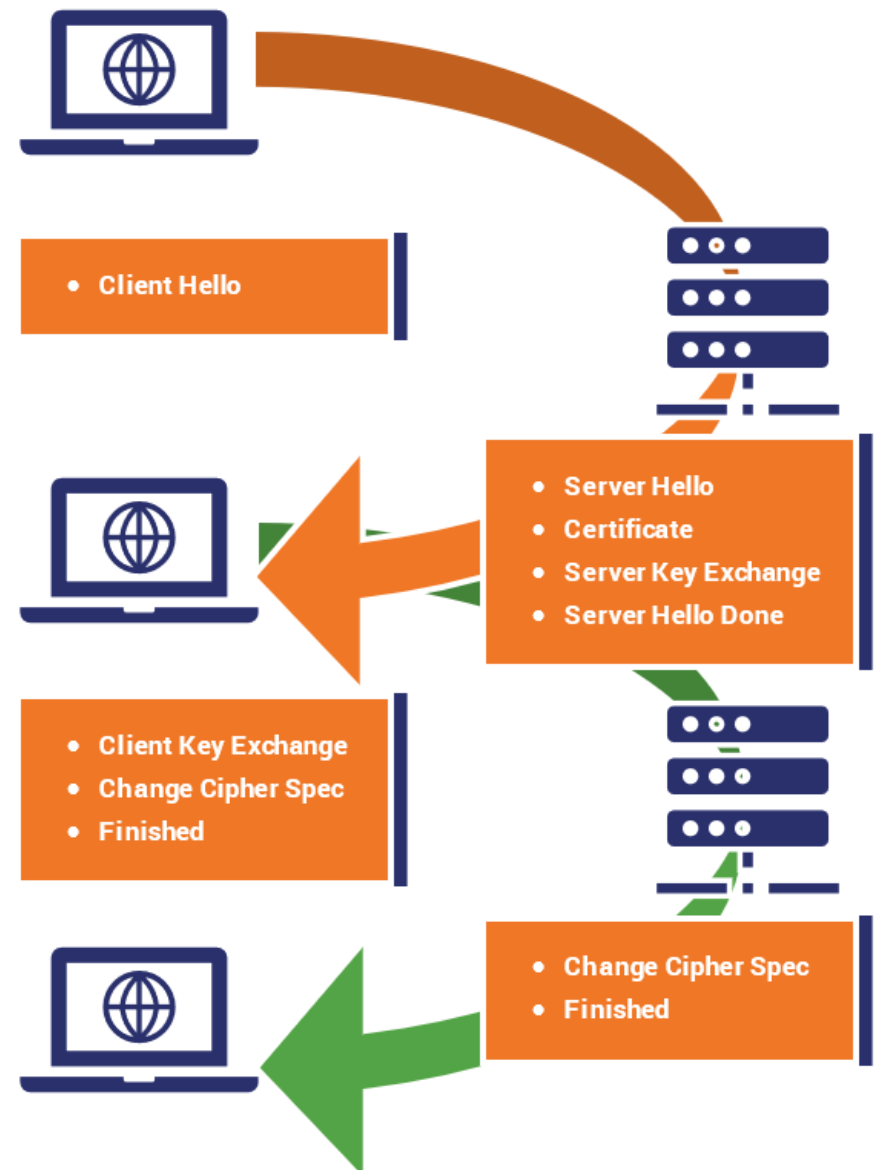 • Client Hello
• Server Hello
• Certificate
• Server Key Exchange
• Server Hello Done
• Client Key Exchange
• Change Cipher Spec
• Finished
• Change Cipher Spec
• Finished